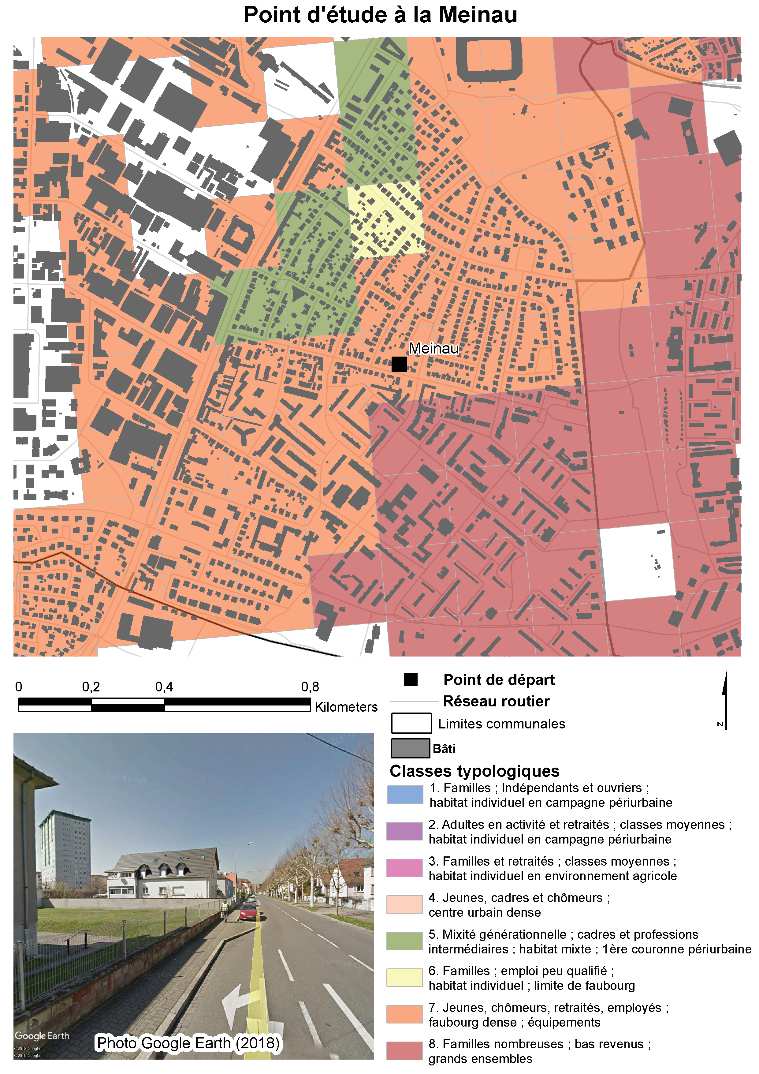 Point d'étude à la Meinau
Meinau
0
0,2
0,4
0,8
Kilometers
Point de départ
Réseau routier
Limites communales
Bâti
N
Classes typologiques
1. Familles ; Indépendants et ouvriers ;
habitat individuel en campagne périurbaine
2. Adultes en activité et retraités ; classes moyennes ;
habitat individuel en campagne périurbaine
3. Familles et retraités ; classes moyennes ;
habitat individuel en environnement agricole
4. Jeunes, cadres et chômeurs ;
centre urbain dense
5. Mixité générationnelle ; cadres et professions
intermédiaires ; habitat mixte ; 1ère couronne périurbaine
6. Familles ; emploi peu qualifié ;
habitat individuel ; limite de faubourg
7. Jeunes, chômeurs, retraités, employés ;
faubourg dense ; équipements
8. Familles nombreuses ; bas revenus ;
grands ensembles
Google Earth
Photo Google Earth (2018)